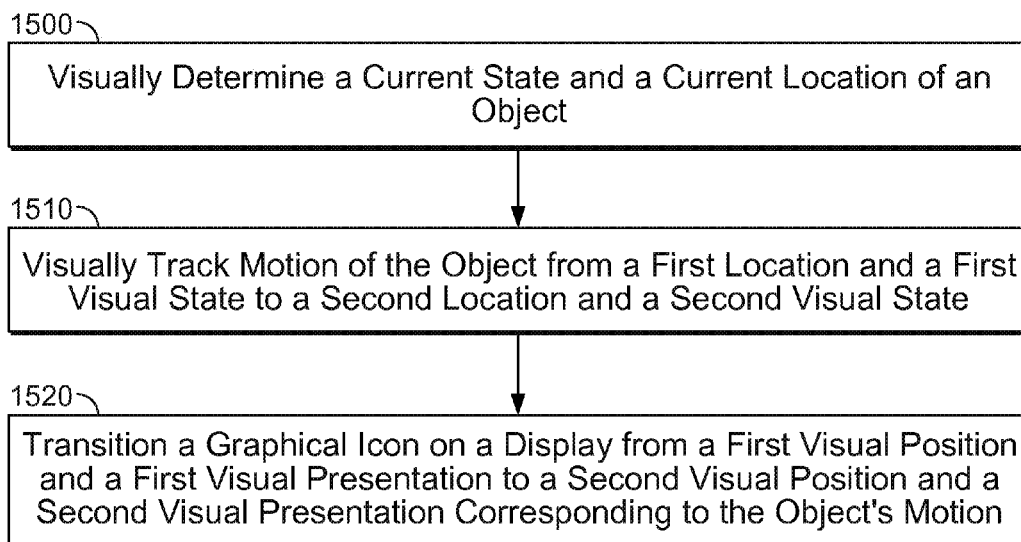 1500
Visually Determine a Current State and a Current Location of an
Object
1510
Visually Track Motion of the Object from a First Location and a First
Visual State to a Second Location and a Second Visual State
1520
Transition a Graphical Icon on a Display from a First Visual Position
and a First Visual Presentation to a Second Visual Position and a
Second Visual Presentation Corresponding to the Object's Motion